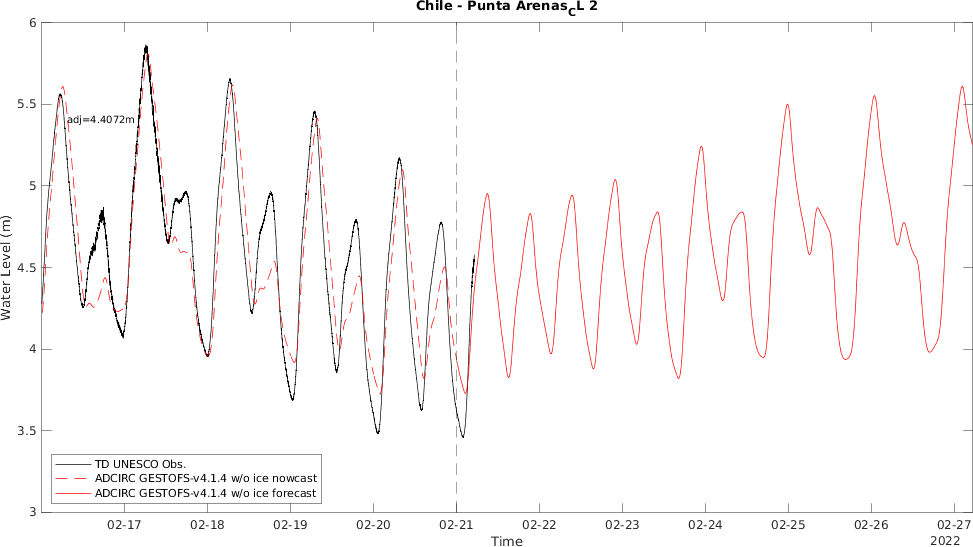 Chile - Punta Arenas_CL 2
6
5.5
adj=4.4072m
5
Water Level (m)
4.5
4
3.5
TD UNESCO Obs.
ADCIRC GESTOFS-v4.1.4 w/o ice nowcast
ADCIRC GESTOFS-v4.1.4 w/o ice forecast
3
02-17 02-18 02-19 02-20 02-21 02-22 02-23 02-24 02-25 02-26 02-27
Time
2022